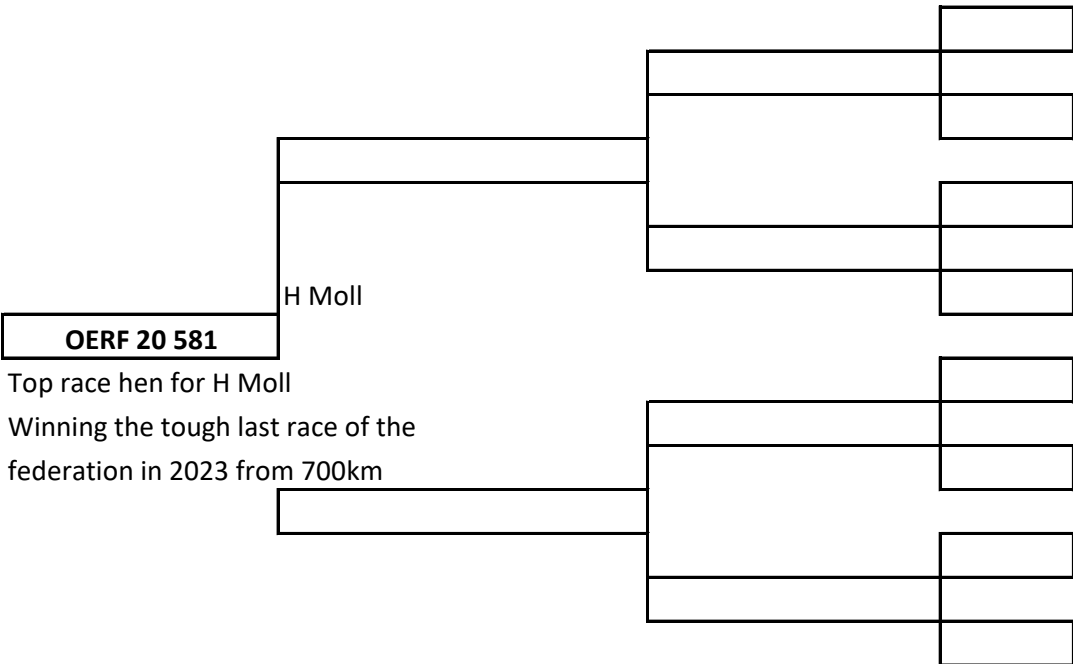 H Moll
OERF 20 581
Top race hen for H Moll
Winning the tough last race of the
federation in 2023 from 700km